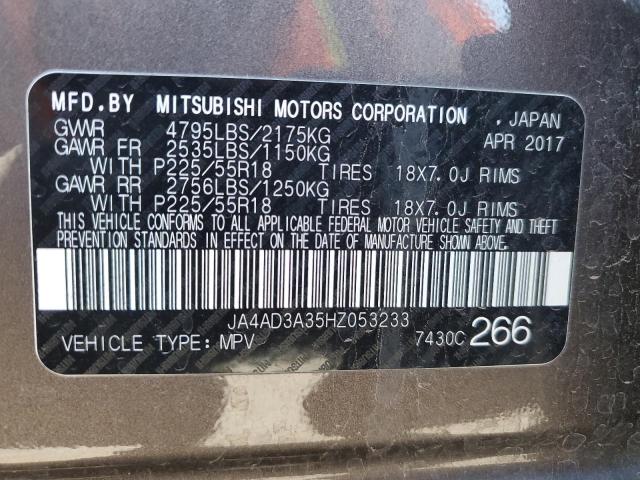 MFD.BY MITSUBISHI MOTORS CORPORATION , JAPAN
GVWR 4795LBS/2175KG APR 2017
GAWR FR 2535LBS/1150KG
WITH P225/55R18 TIRES 18X7.0J RIMS
GAWR RR 2756LBS/1250KG
WITH P225/55R18 TIRES 18X7.0J RIMS
THIS VEHICLE CONFORMS TO ALL APPLICABLE FEDERAL MOTOR VEHICLE SAFETY AND THEFT
PREVENTION STANDARDS IN EFFECT ON THE DATE OF MANUFACTURE SHOWN ABOVE.
JA4AD3A35HZ053233
VEHICLE TYPE: MPV 7430C 266